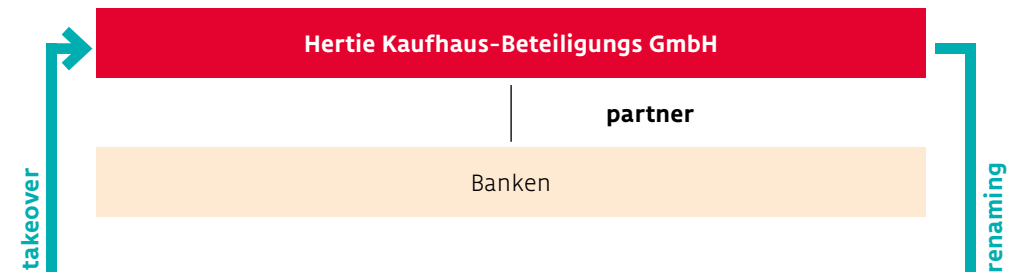 Hertie Kaufhaus-Beteiligungs GmbH
partner
Banken
takeover
renaming